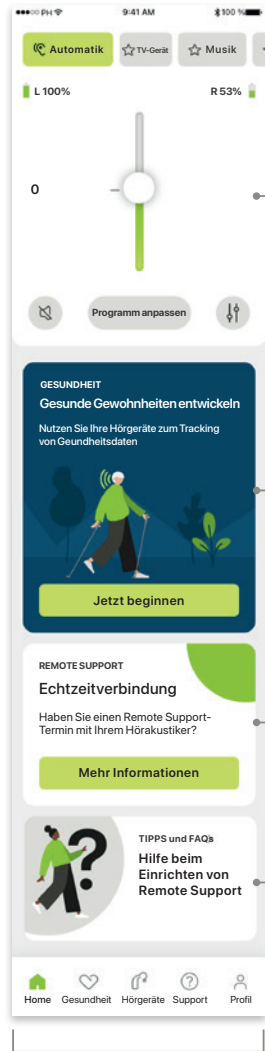 PH
9:41 AM
100 %
Automatik
TV-Gerät
Musik
L 100%
R 53%
0
Programm anpassen
GESUNDHEIT
Gesunde Gewohnheiten entwickeln
Nutzen Sie Ihre Hörgeräte zum Tracking
von Geundheitsdaten
Jetzt beginnen
REMOTE SUPPORT
Echtzeitverbindung
Haben Sie einen Remote Support-
Termin mit Ihrem Hörakustiker?
Mehr Informationen
TIPPS und FAQs
Hilfe beim
Einrichten von
Remote Support
Home Gesundheit Hörgeräte Support Profil